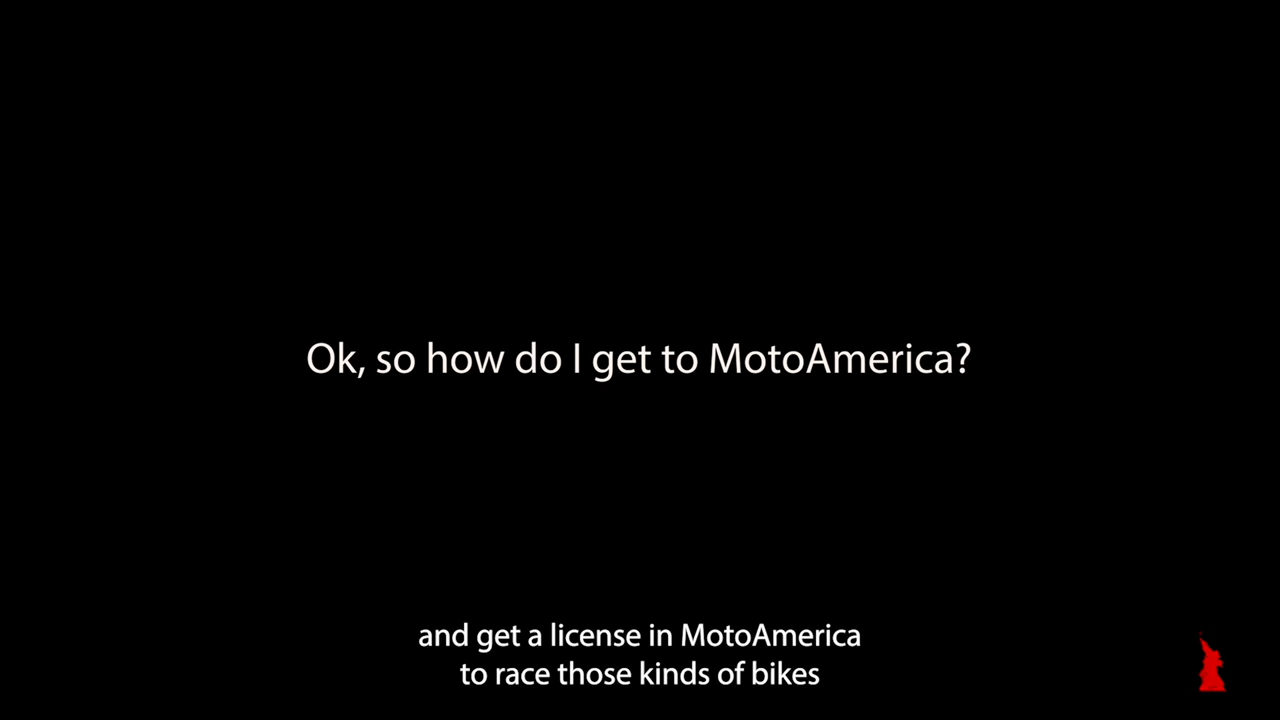 Ok, so how do I get to MotoAmerica?
and get a license in MotoAmerica
to race those kinds of bikes